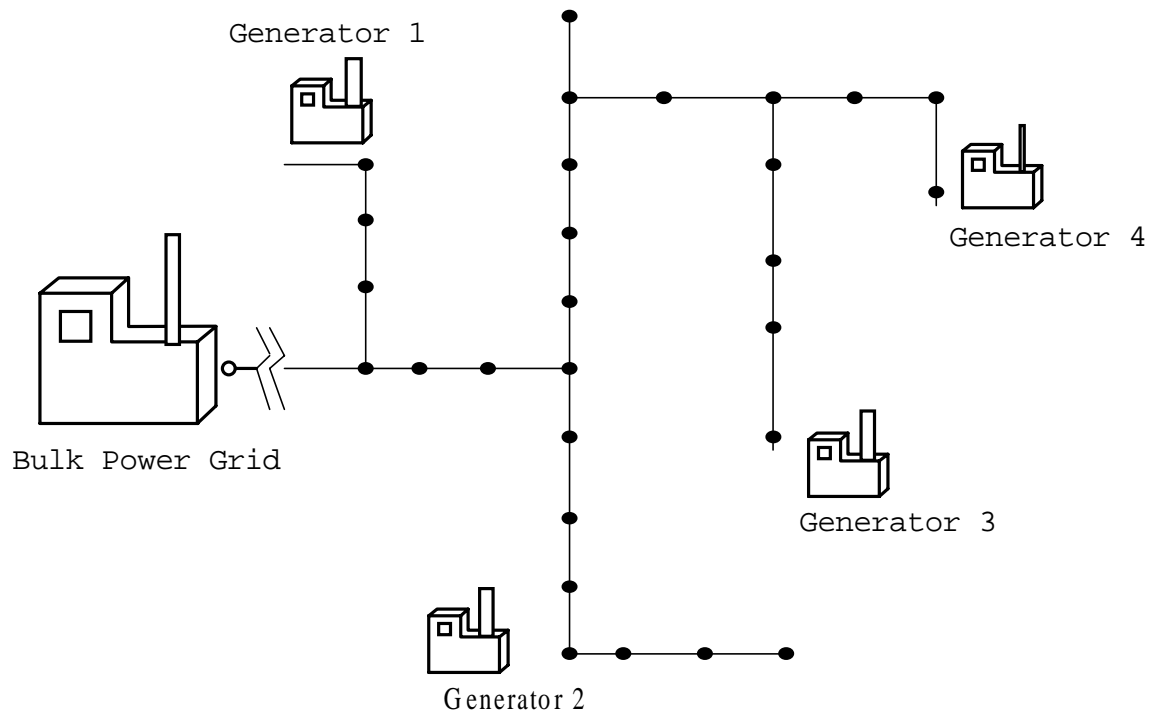 Generator 1
Generator 4
Bulk Power Grid
Generator 3
Generator 2